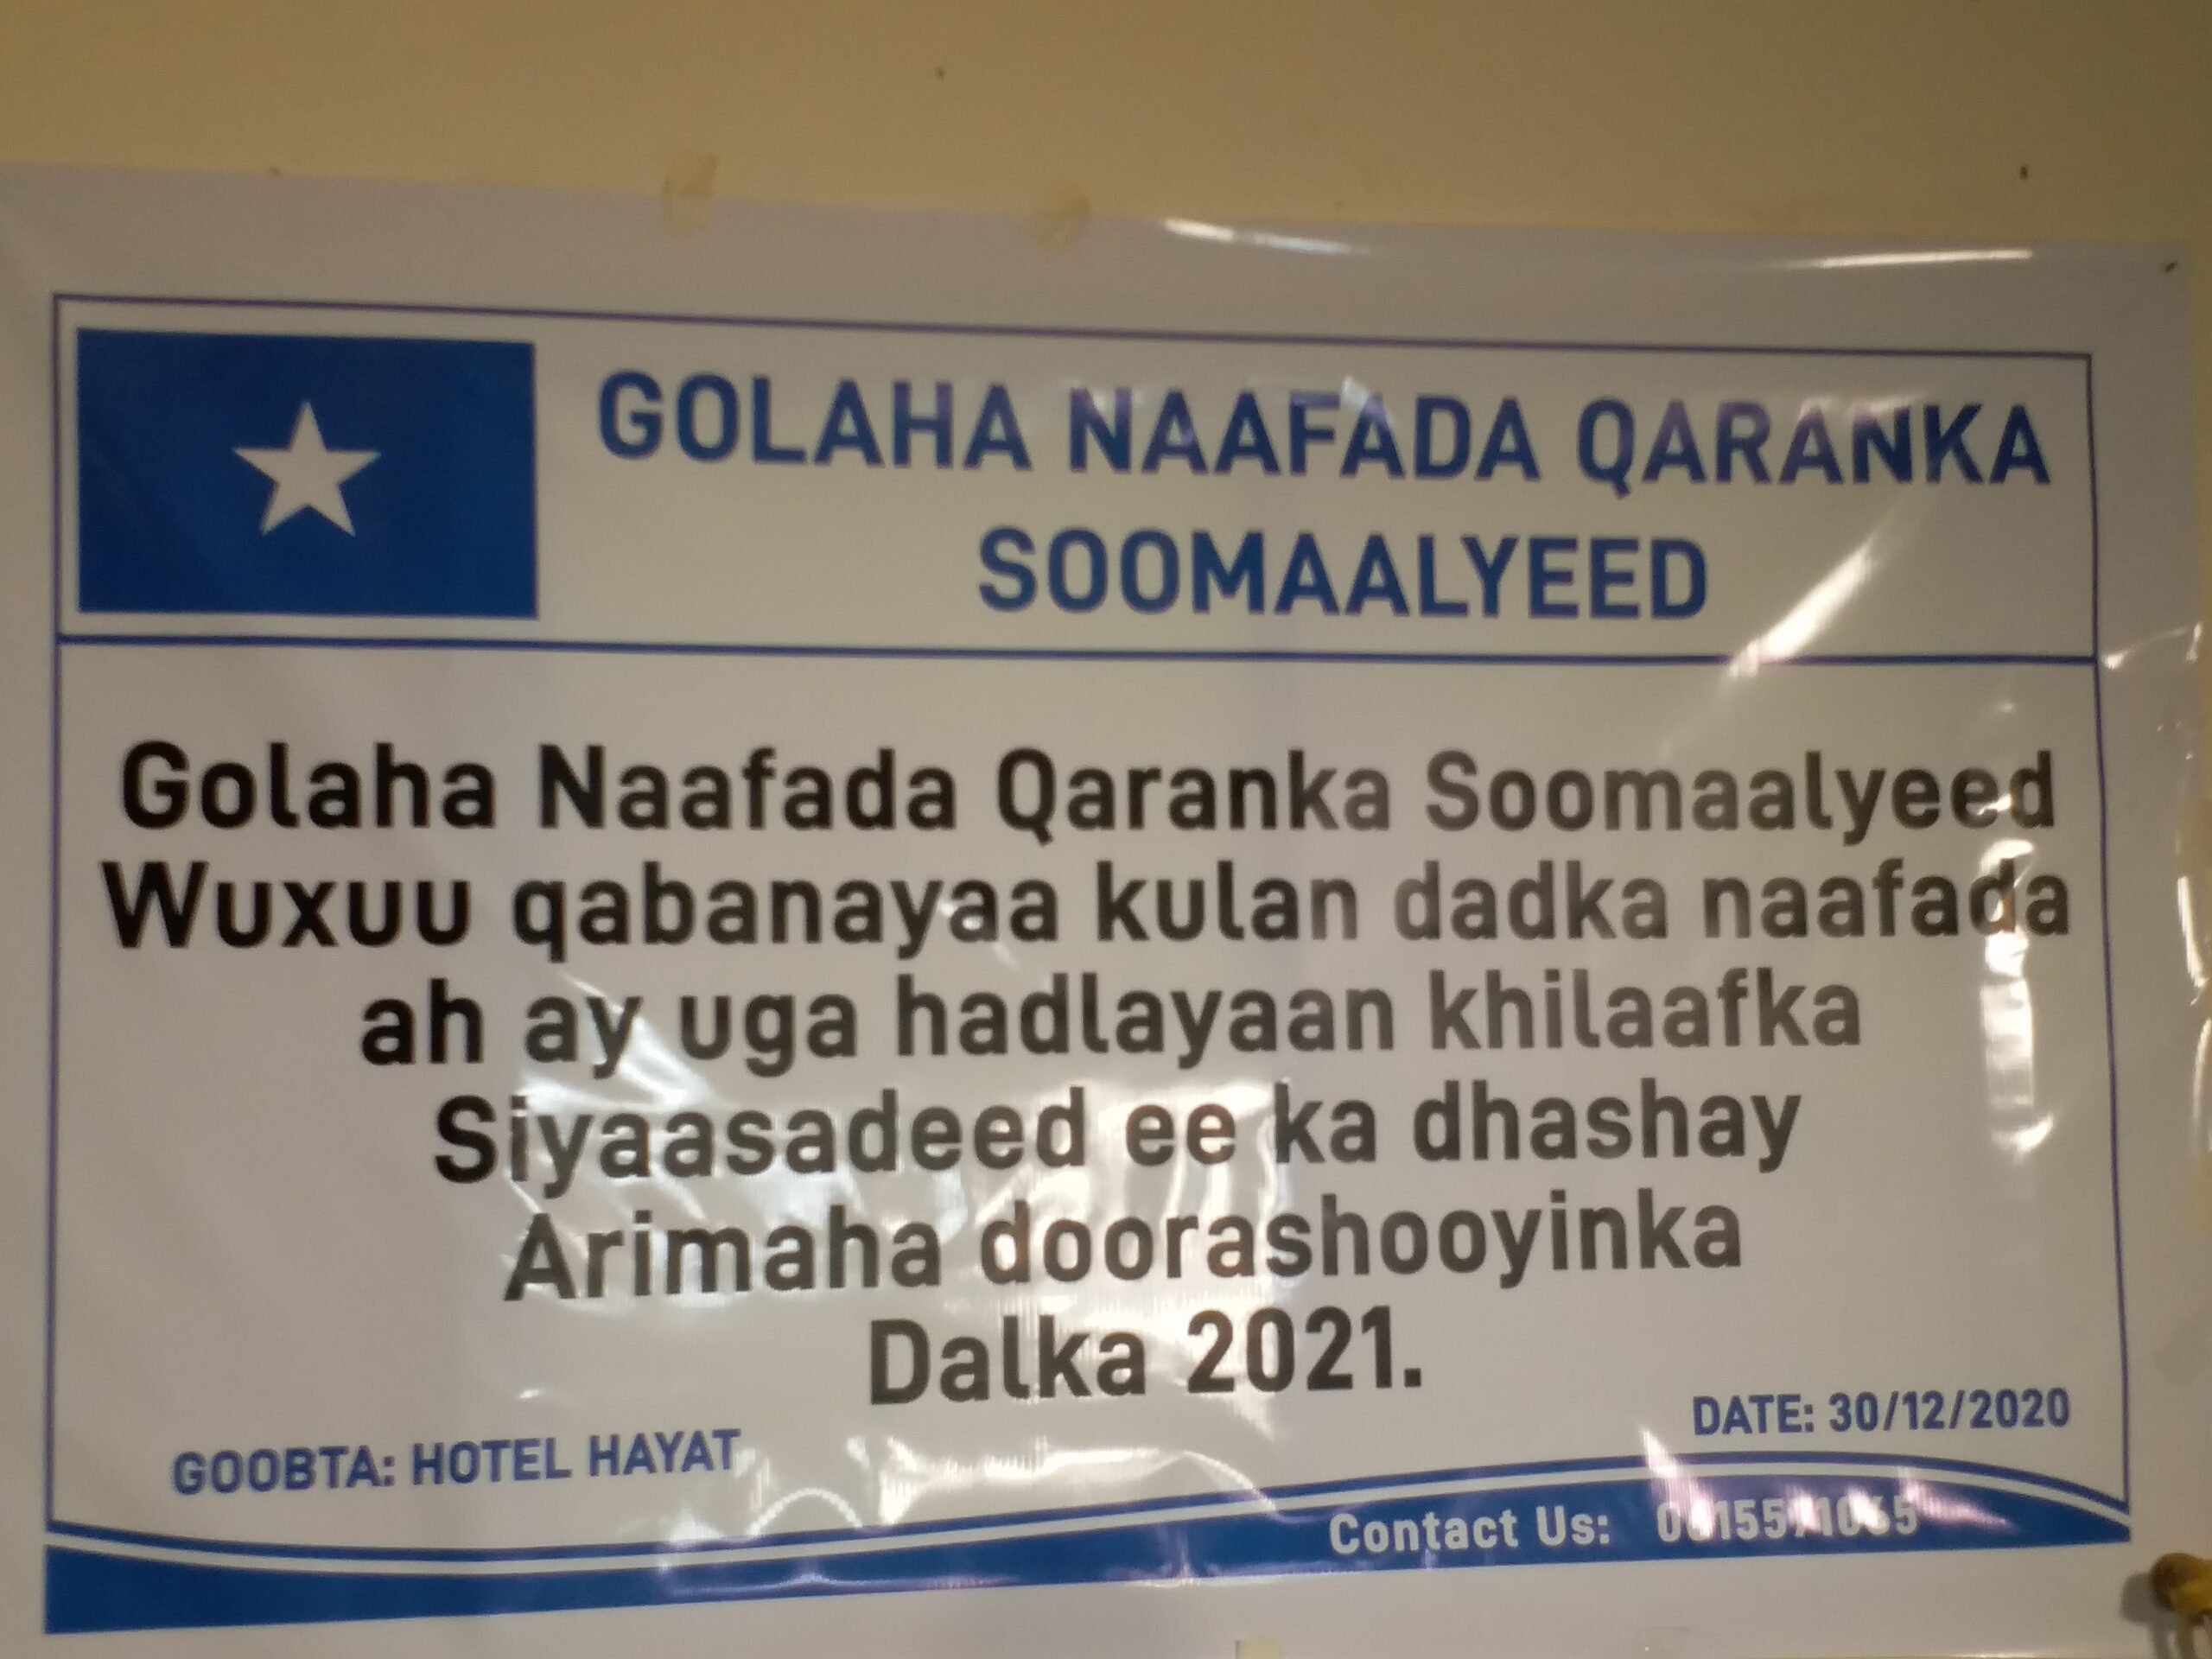 GOLAHA NAAFADA QARANKA
SOOMAALYEED
Golaha Naafada Qaranka Soomaalyeed
Wuxuu qabanayaa kulan dadka naafada
ah ay uga hadlayaan khilaafka
Siyaasadeed ee ka dhashay
Arimaha doorashooyinka
Dalka 2021.
DATE: 30/12/2020
GOOBTA: HOTEL HAYAT
Contact Us: